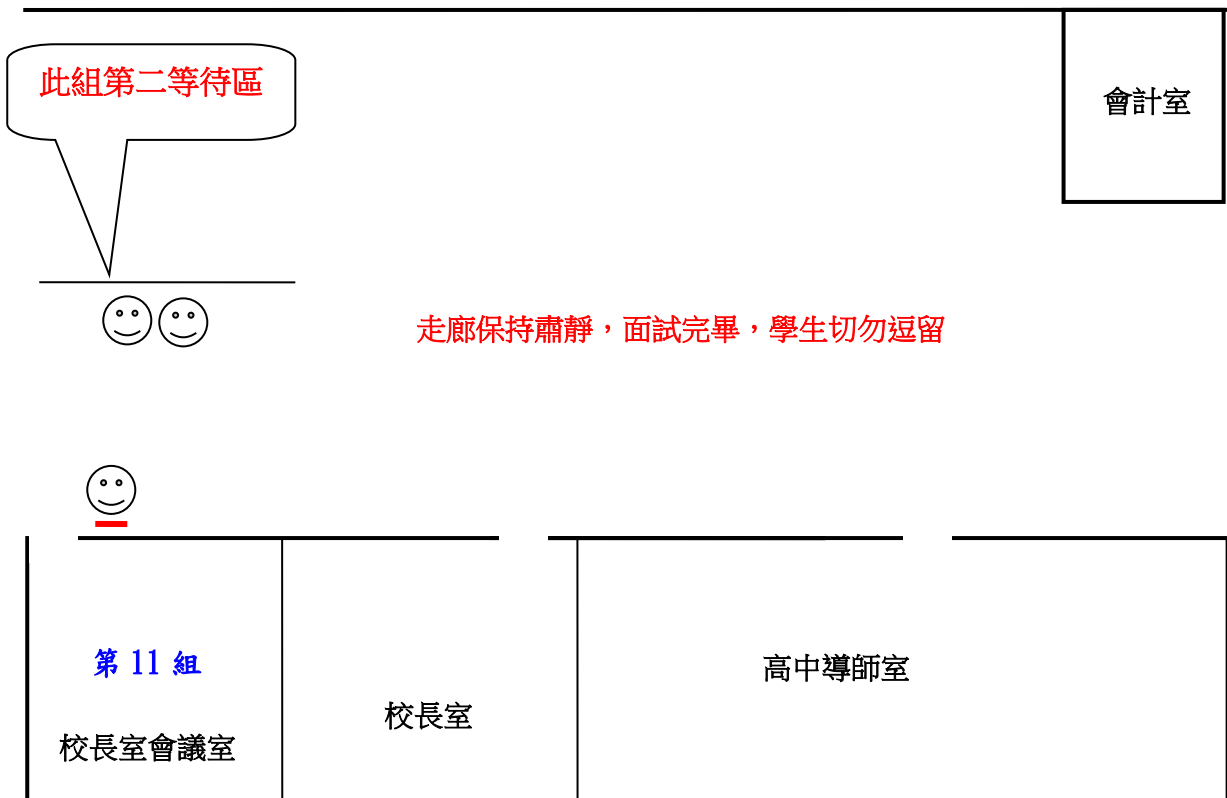 此組第二等待區
會計室
走廊保持肅靜，面試完畢，學生切勿逗留
第 11 組
校長室會議室
校長室
高中導師室